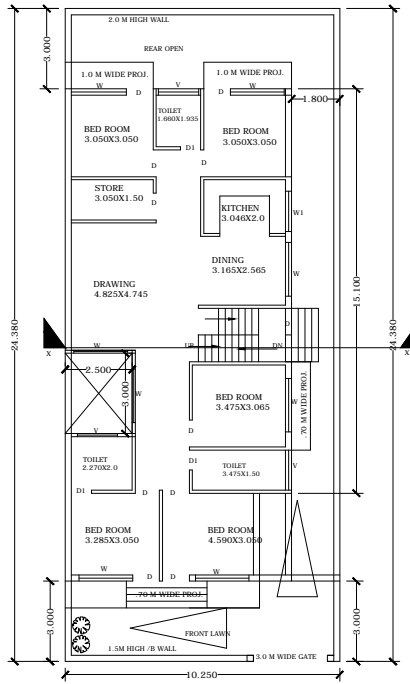 2.0 M HIGH WALL
3.000
REAR OPEN
1.0 M WIDE PROJ.
1.0 M WIDE PROJ.
W
D
V
D
W
1.800
TOILET
1.660X1.935
BED ROOM
3.050X3.050
BED ROOM
3.050X3.050
D1
D
D
STORE
3.050X1.50
D
KITCHEN
3.046X2.0
W1
DINING
3.165X2.565
W
DRAWING
4.825X4.745
15.100
24.380
24.380
D
UP
DN
W
X
X
2.500
3.000
W
BED ROOM
3.475X3.065
W
.70 M WIDE PROJ.
V
D
TOILET
2.270X2.0
D1
TOILET
3.475X1.50
V
D1
D
D
BED ROOM
3.285X3.050
BED ROOM
4.590X3.050
W
D
D
W
.70 M WIDE PROJ.
3.000
3.000
FRONT LAWN
1.5M HIGH /B WALL
3.0 M WIDE GATE
10.250